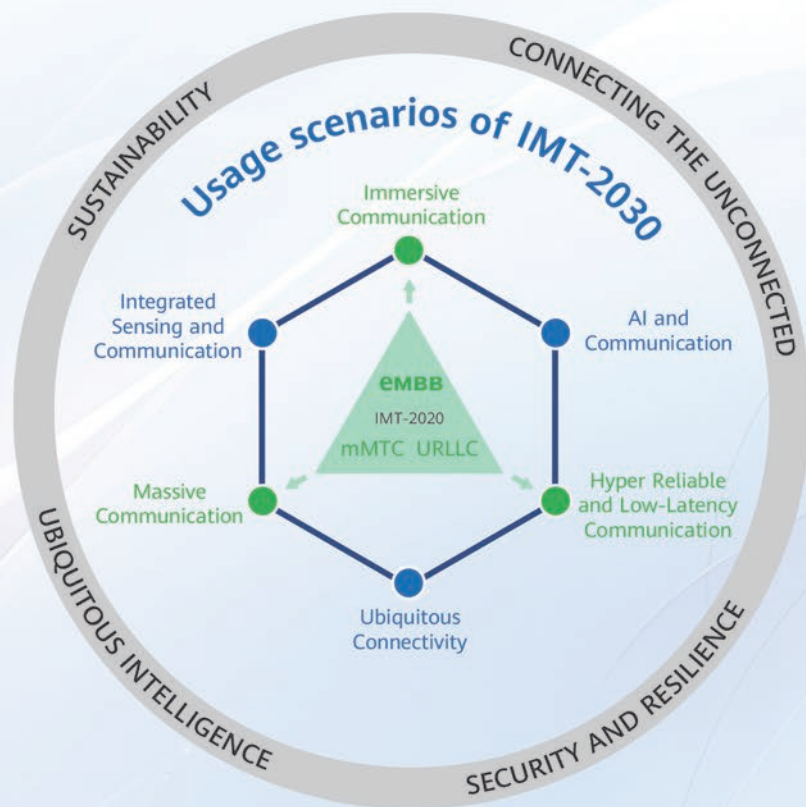 SUSTAINABILITY
CONNECTING THE UNCONNECTED
Usage scenarios of IMT-2030
Immersive
Communication
Integrated
Sensing and
Communication
AI and
Communication
eMBB
IMT-2020
mMTC URLLC
Massive
Communication
Hyper Reliable
and Low-Latency
Communication
Ubiquitous
Connectivity
UBIQUITOUS INTELLIGENCE
SECURITY AND RESILIENCE